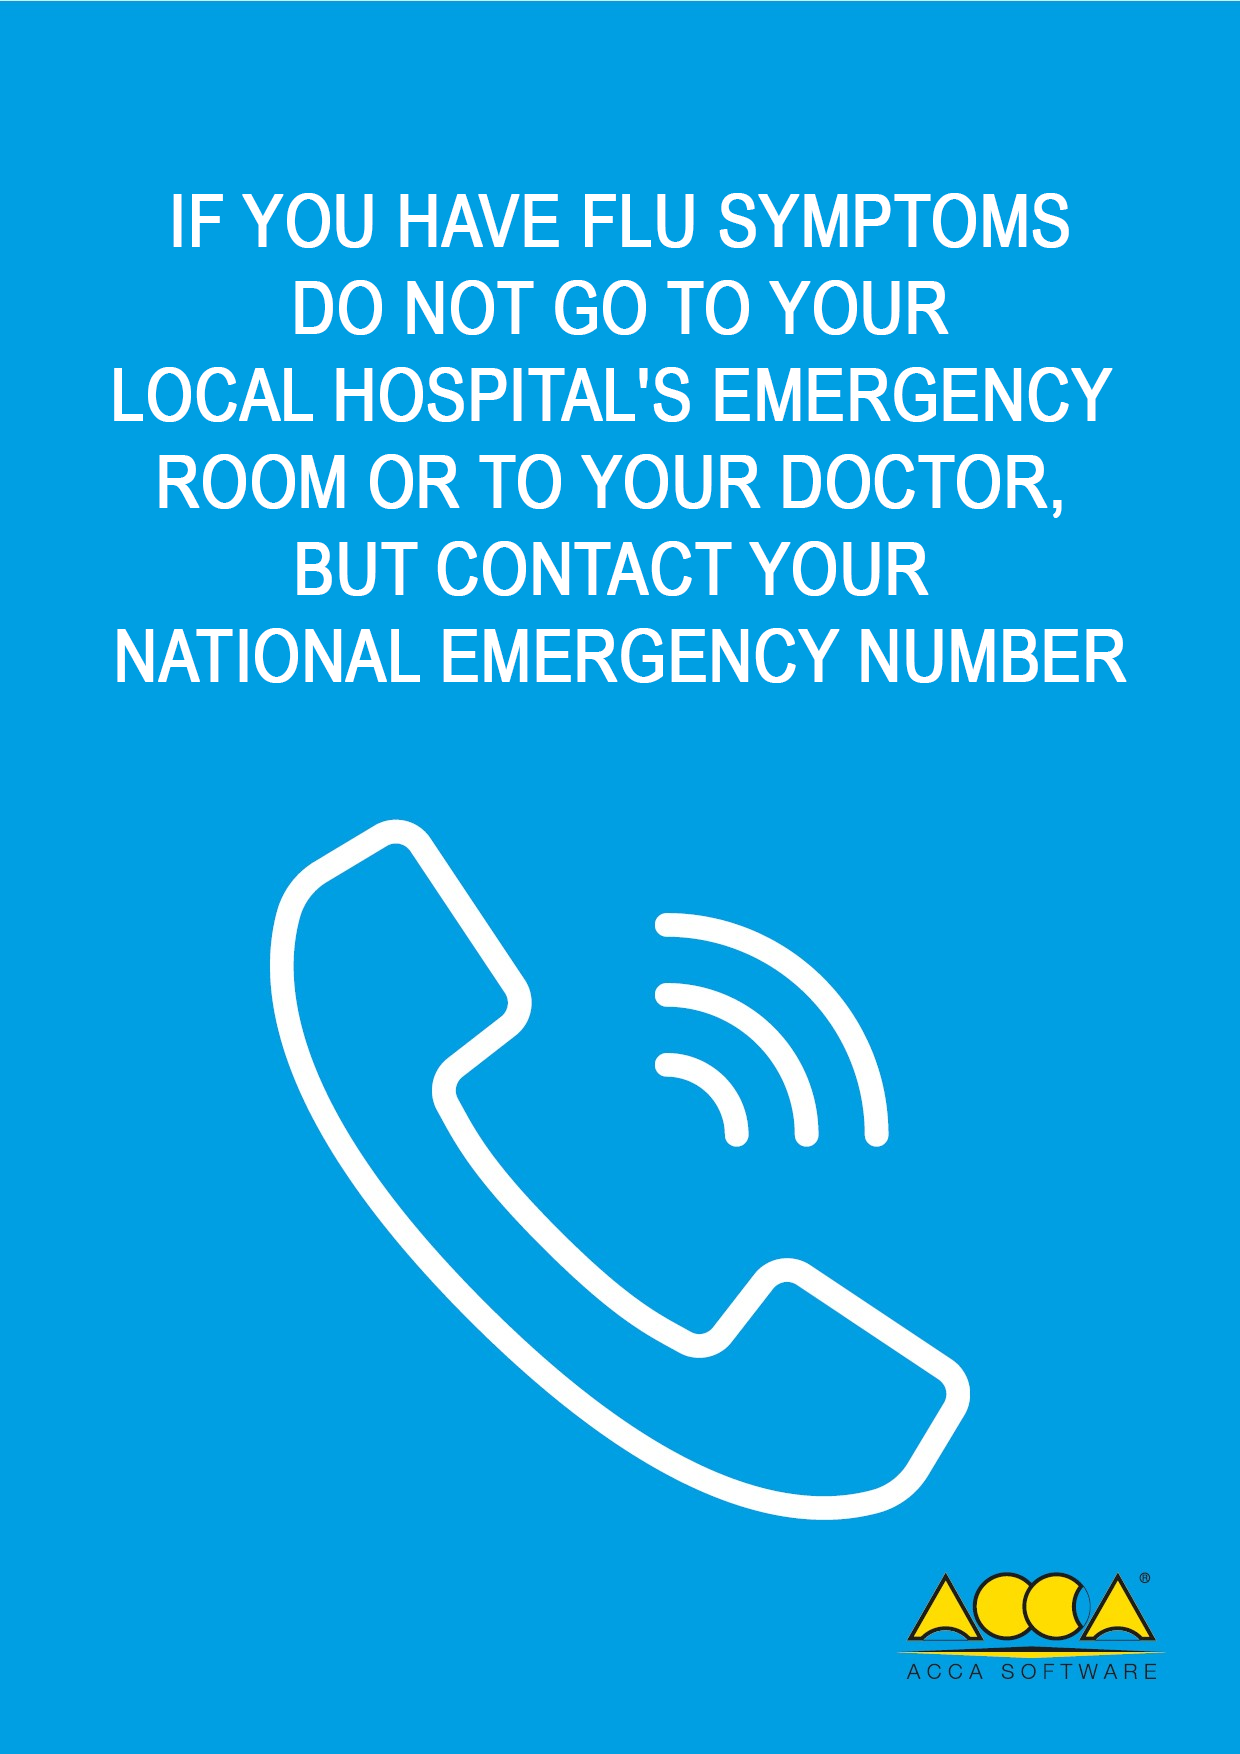 IF YOU HAVE FLU SYMPTOMS
DO NOT GO TO YOUR
LOCAL HOSPITAL'S EMERGENCY
ROOM OR TO YOUR DOCTOR,
BUT CONTACT YOUR
NATIONAL EMERGENCY NUMBER
ACCA®
ACCA SOFTWARE